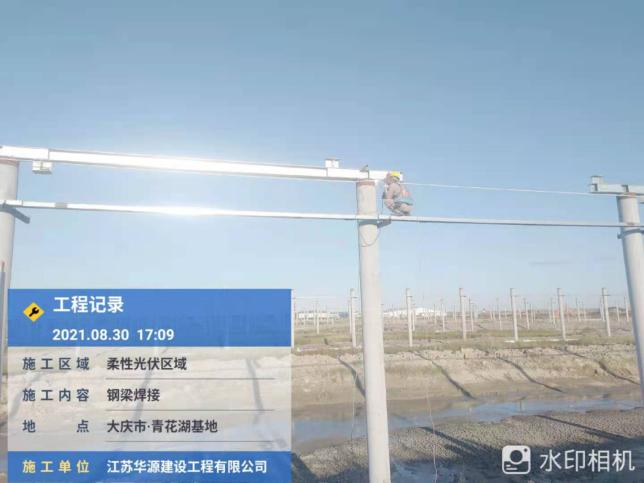 工程记录
2021.08.30 17:09
施工区域 柔性光伏区域
施工内容 钢梁焊接
地点 大庆市·青花湖基地
施工单位 江苏华源建设工程有限公司
水印相机